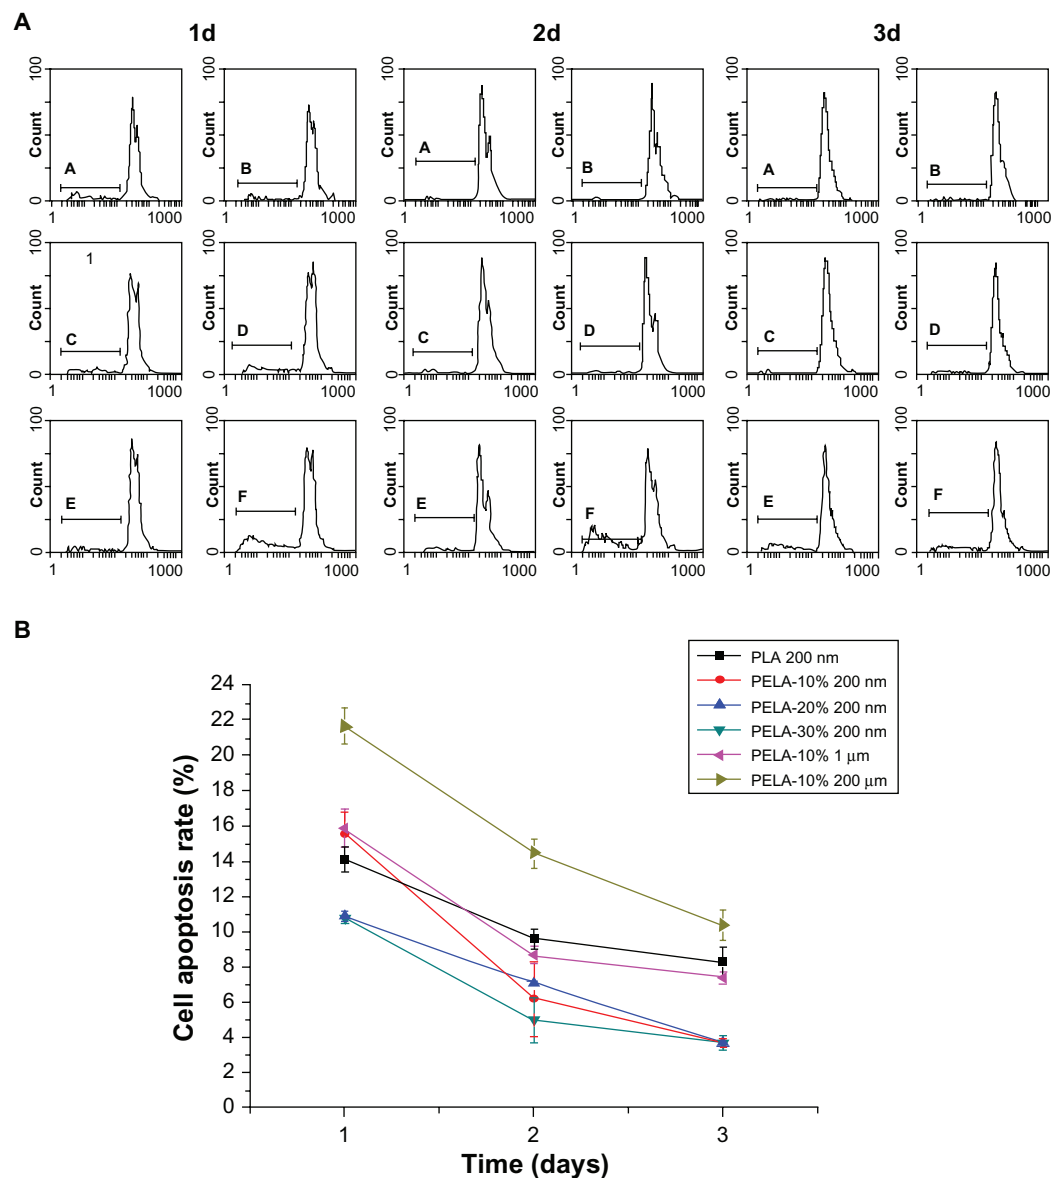 A
1d 2d 3d
100 100 100 100 100 100
Count Count Count Count Count Count
A B A B A B
0 0 0 0 0 0
1 1000 1 1000 1 1000 1 1000 1 1000 1 1000
100 100 100 100 100 100
1
Count Count Count Count Count Count
C D C D C D
0 0 0 0 0 0
1 1000 1 1000 1 1000 1 1000 1 1000 1 1000
100 100 100 100 100 100
Count Count Count Count Count Count
E F E F E F
0 0 0 0 0 0
1 1000 1 1000 1 1000 1 1000 1 1000 1 1000
B
PLA 200 nm
PELA-10% 200 nm
PELA-20% 200 nm
PELA-30% 200 nm
PELA-10% 1 μm
PELA-10% 200 μm
Cell apoptosis rate (%)
24
22
20
18
16
14
12
10
8
6
4
2
0
1 2 3
Time (days)